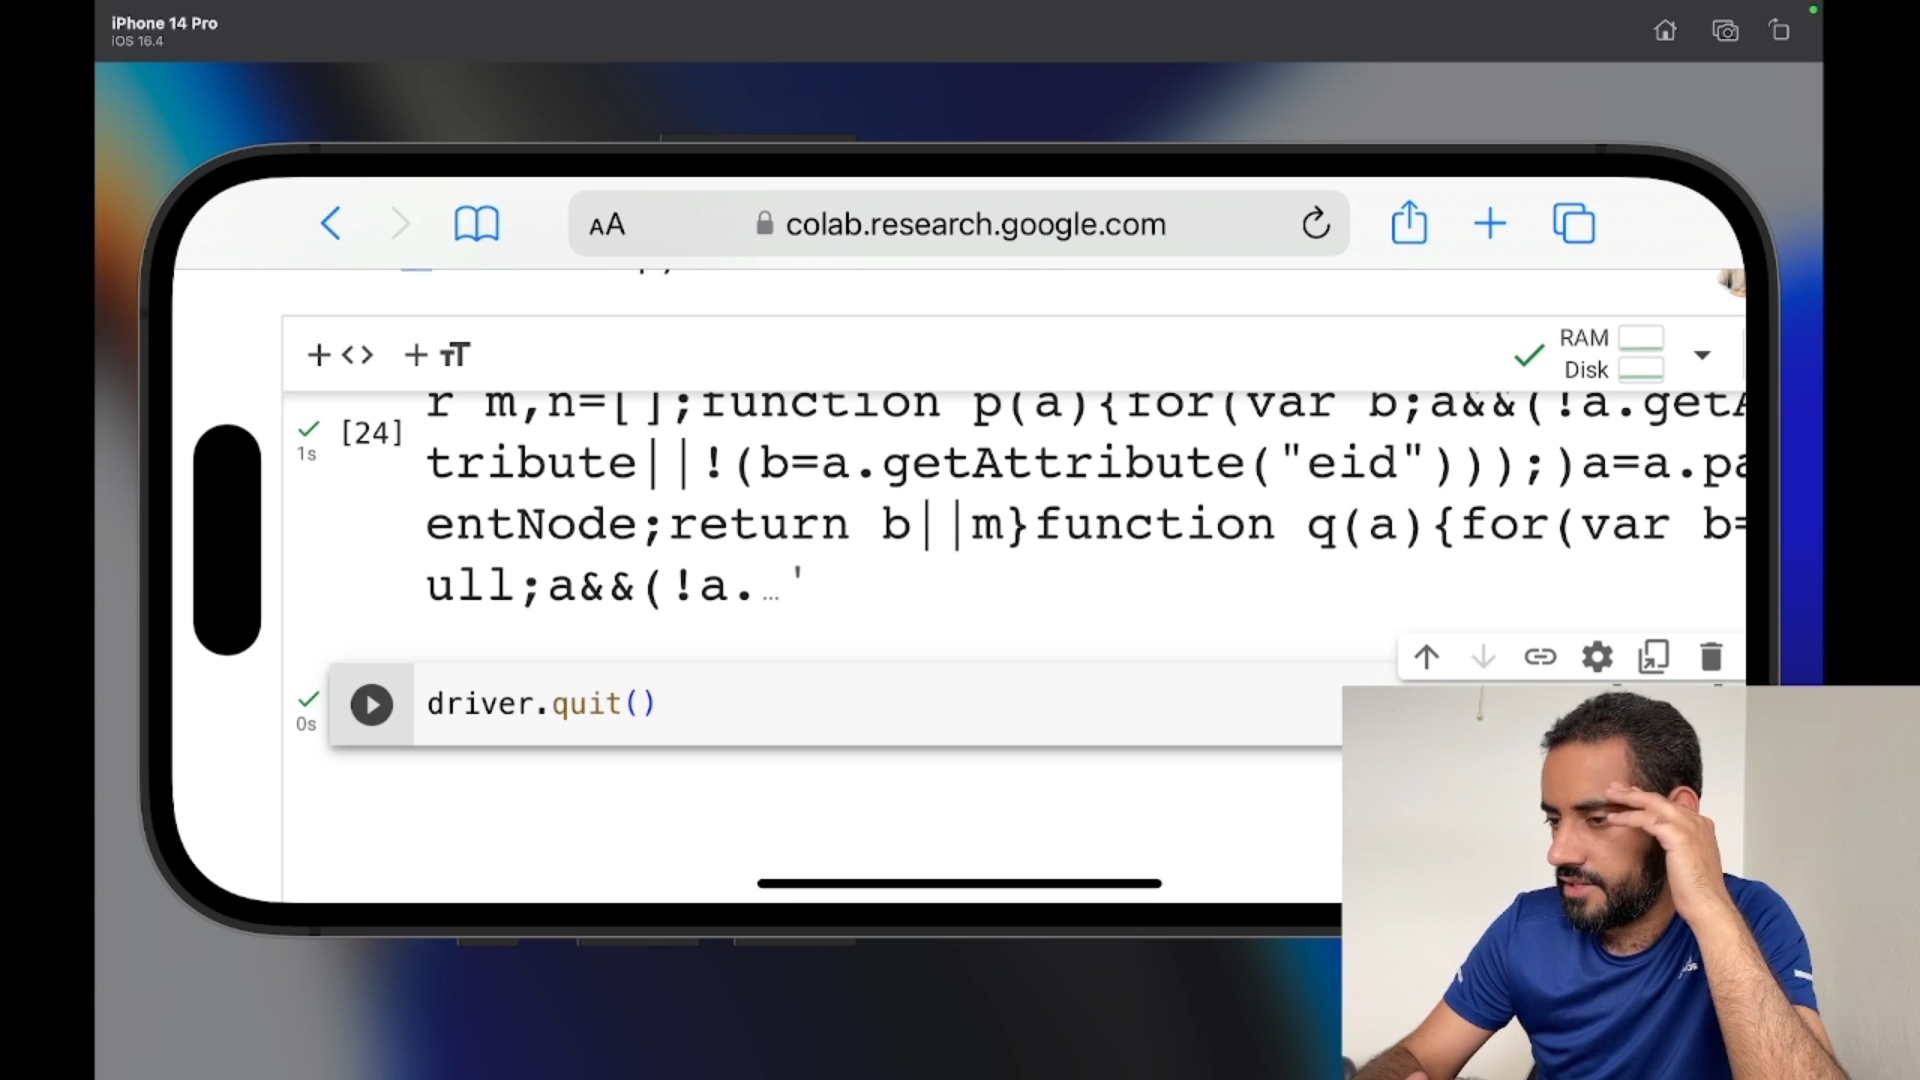 iPhone 14 Pro
iOS 16.4
AA colab.research.google.com
+ <> + TT
RAM
Disk
[24]
1s
r m,n=[];function p(a){for(var b;a&&(!a.getA
tribute||!(b=a.getAttribute("eid")));)a=a.pa
entNode;return b||m}function q(a){for(var b=
ull;a&&(!a.…'
driver.quit()
0s